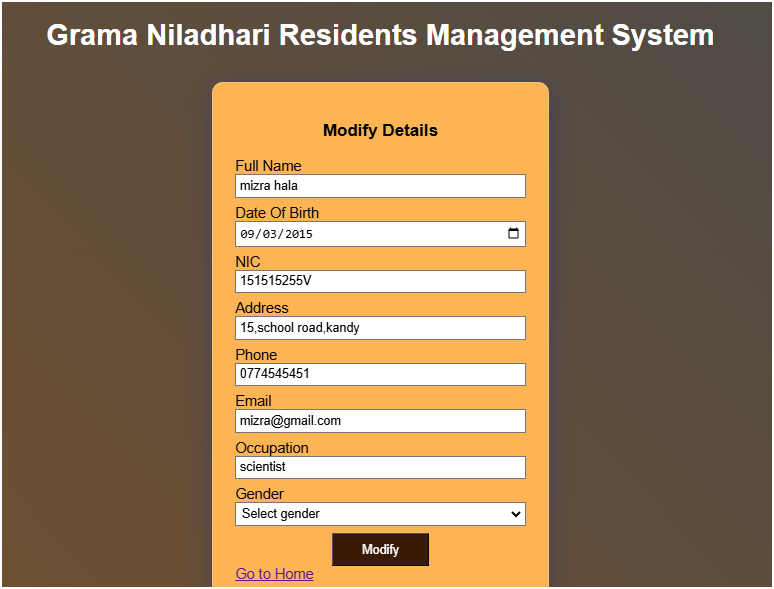 Grama Niladhari Residents Management System
Modify Details
Full Name
mizra hala
Date Of Birth
09/03/2015
NIC
151515255V
Address
15,school road,kandy
Phone
0774545451
Email
mizra@gmail.com
Occupation
scientist
Gender
Select gender
Modify
Go to Home